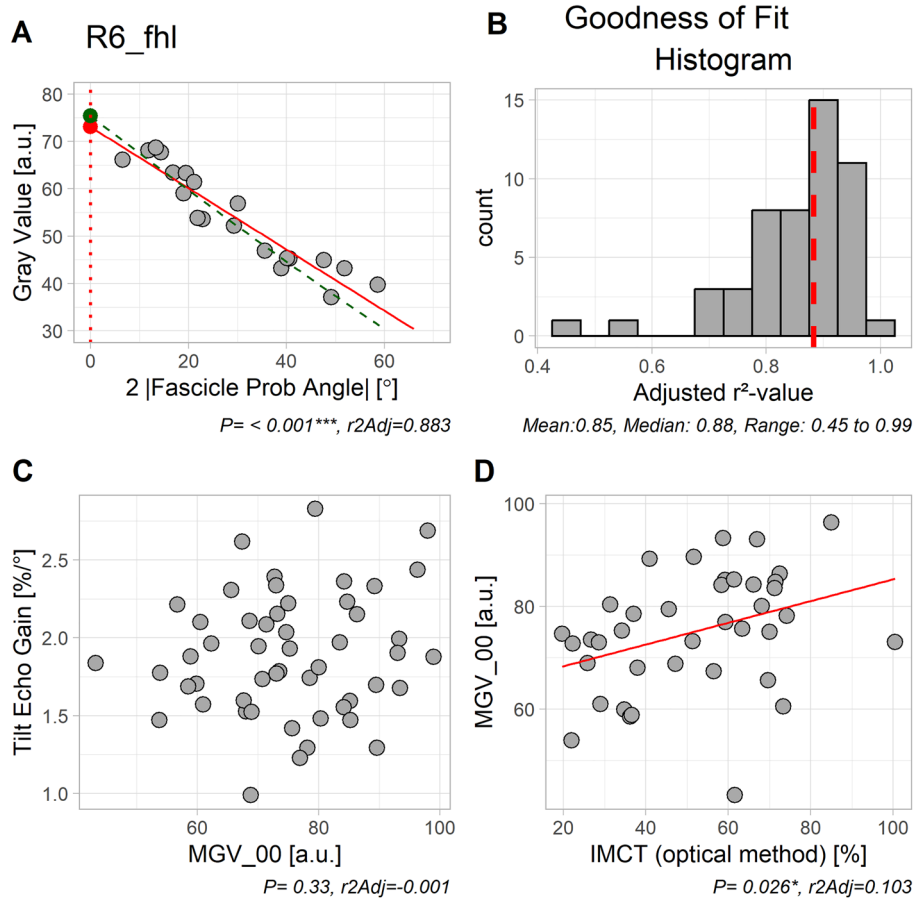 A
R6_fhl
80
70
60
50
40
30
Gray Value [a.u.]
0
20
40
60
2 |Fascicle Prob Angle| [°]
P= < 0.001***, r2Adj=0.883
B
Goodness of Fit
Histogram
15
10
5
0
count
0.4
0.6
0.8
1.0
Adjusted r²-value
Mean:0.85, Median: 0.88, Range: 0.45 to 0.99
C
2.5
2.0
1.5
1.0
Tilt Echo Gain [%/°]
60
80
100
MGV_00 [a.u.]
P= 0.33, r2Adj=-0.001
D
100
80
60
MGV_00 [a.u.]
20
40
60
80
100
IMCT (optical method) [%]
P= 0.026*, r2Adj=0.103